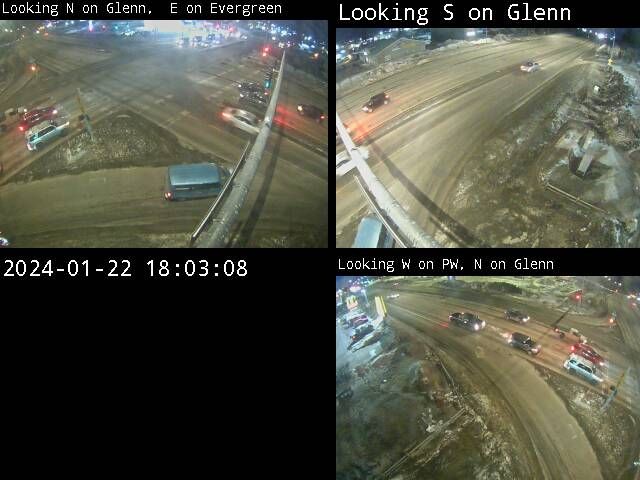 Looking N on Glenn,  E on Evergreen
Looking S on Glenn
2024-01-22 18:03:08
Looking W on PW, N on Glenn